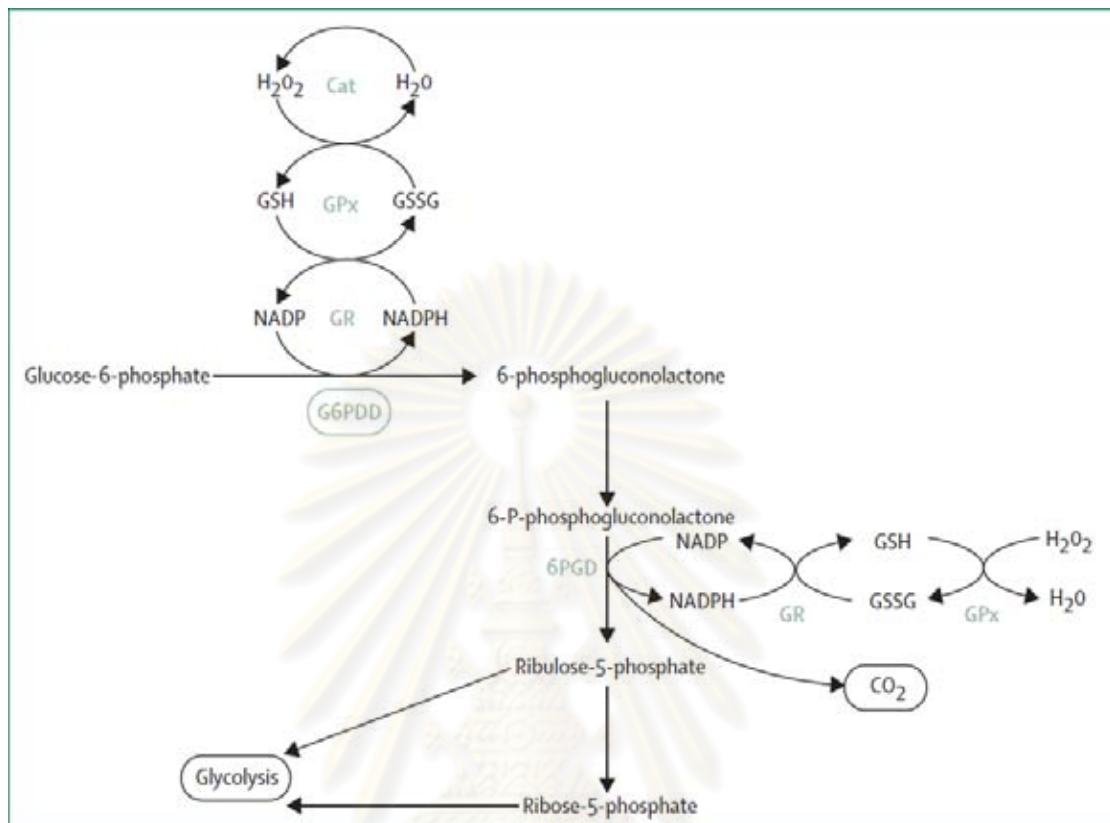 H₂O₂ Cat H₂O
GSH GPx GSSG
NADP GR NADPH
Glucose-6-phosphate 6-phosphogluconolactone
G6PDD
6-P-phosphogluconolactone
NADP GSH H₂O₂
6PGD
NADPH GSSG H₂O
GR GPx
Ribulose-5-phosphate
CO₂
Glycolysis
Ribose-5-phosphate